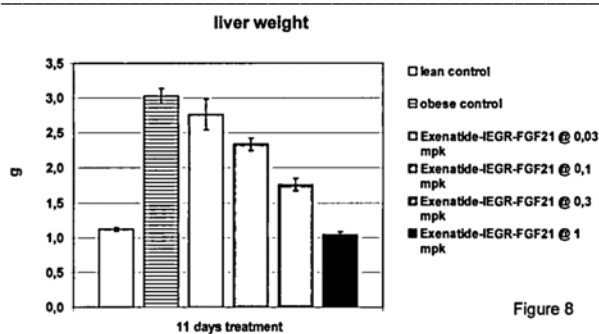 liver weight
g
3,5
3,0
2,5
2,0
1,5
1,0
0,5
0,0
11 days treatment
lean control
obese control
Exenatide-IEGR-FGF21 @ 0,03
mpk
Exenatide-IEGR-FGF21 @ 0,1
mpk
Exenatide-IEGR-FGF21 @ 0,3
mpk
Exenatide-IEGR-FGF21 @ 1
mpk
Figure 8